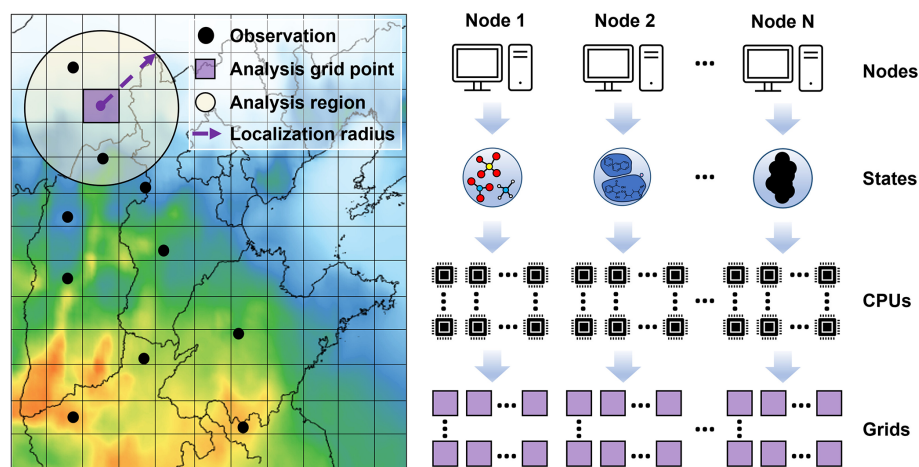 Observation
Analysis grid point
Analysis region
Localization radius
Node 1 Node 2 Node N
... Nodes
... States
... ... ... ... CPUs
... ... ... ... Grids